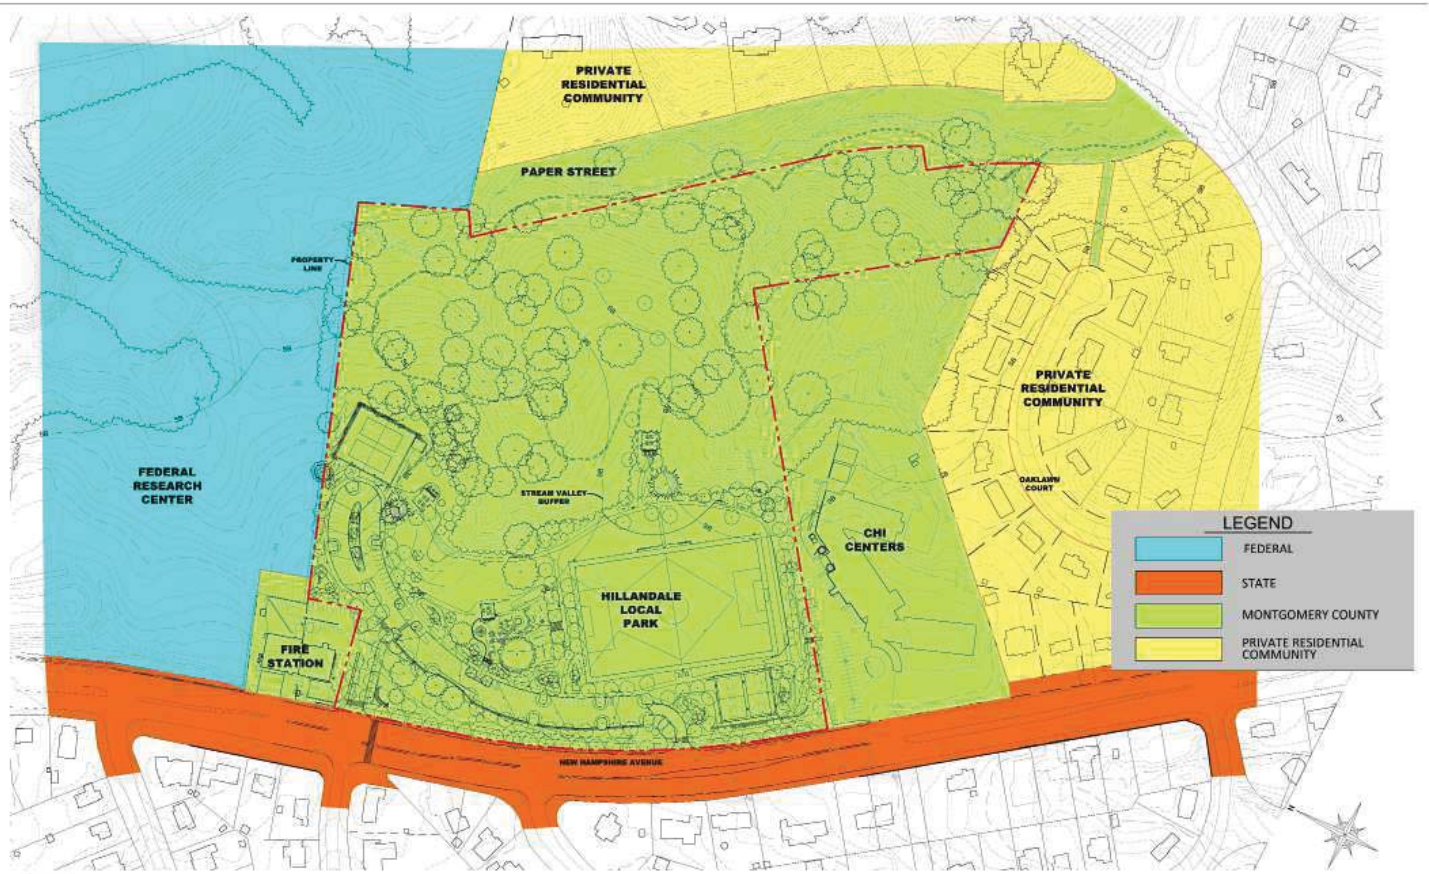 PRIVATE
RESIDENTIAL
COMMUNITY
PAPER STREET
PROPERTY
LINE
PRIVATE
RESIDENTIAL
COMMUNITY
FEDERAL
RESEARCH
CENTER
STREAM VALLEY
BUFFER
OAKLAWN
COURT
CHI
CENTERS
HILLANDALE
LOCAL
PARK
FIRE
STATION
NEW HAMPSHIRE AVENUE
LEGEND
FEDERAL
STATE
MONTGOMERY COUNTY
PRIVATE RESIDENTIAL
COMMUNITY
N